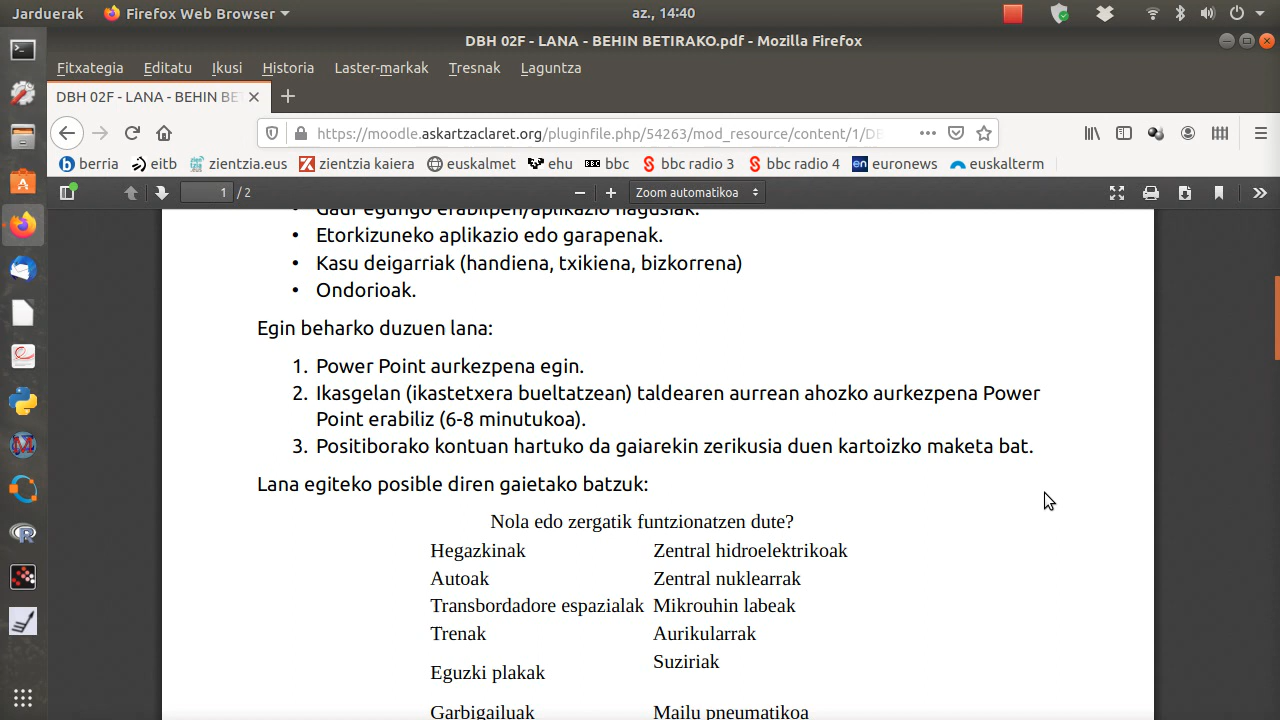 Jarduerak
Firefox Web Browser
az., 14:40
DBH 02F - LANA - BEHIN BETIRAKO.pdf - Mozilla Firefox
Fitxategia Editatu Ikusi Historia Laster-markak Tresnak Laguntza
DBH 02F - LANA - BEHIN BE
https://moodle.askartzaclaret.org/pluginfile.php/54263/mod_resource/content/1/DB
berria eitb zientzia.eus zientzia kaiera euskalmet ehu bbc bbc radio 3 bbc radio 4 euronews euskalterm
1 / 2
Zoom automatikoa
• Gaur egungo erabilpen/aplikazio nagusiak.
• Etorkizuneko aplikazio edo garapenak.
• Kasu deigarriak (handiena, txikiena, bizkorrena)
• Ondorioak.
Egin beharko duzuen lana:
1. Power Point aurkezpena egin.
2. Ikasgelan (ikastetxera bueltatzean) taldearen aurrean ahozko aurkezpena Power
Point erabiliz (6-8 minutukoa).
3. Positiborako kontuan hartuko da gaiarekin zerikusia duen kartoizko maketa bat.
Lana egiteko posible diren gaietako batzuk:
Nola edo zergatik funtzionatzen dute?
Hegazkinak Zentral hidroelektrikoak
Autoak Zentral nuklearrak
Transbordadore espazialak Mikrouhin labeak
Trenak Aurikularrak
Eguzki plakak Suziriak
Garbigailuak Mailu pneumatikoa